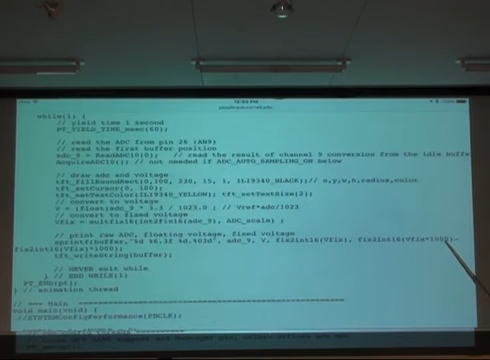 12:53 PM
while(1) {
// yield time 1 second
PT_YIELD_TIME_msec(60);
// read the ADC from pin 26 (AN9)
// read the first buffer position
adc_9 = ReadADC10(0); // read the result of channel 9 conversion from the idle buffe
AcquireADC10(); // not needed if ADC_AUTO_SAMPLING_ON below
// draw adc and voltage
tft_fillRoundRect(0,100, 230, 15, 1, ILI9340_BLACK);// x,y,w,h,radius,color
tft_setCursor(0, 100);
tft_setTextColor(ILI9340_YELLOW); tft_setTextSize(2);
// convert to voltage
V = (float)adc_9 * 3.3 / 1023.0 ; // Vref*adc/1023
// convert to fixed voltage
Vfix = multfix16(int2fix16(adc_9), ADC_scale) ;
// print raw ADC, floating voltage, fixed voltage
sprintf(buffer,"%d %6.3f %d.%03d", adc_9, V, fix2int16(Vfix), fix2int16(Vfix*1000)-
fix2int16(Vfix)*1000);
tft_writeString(buffer);
// NEVER exit while
} // END WHILE(1)
PT_END(pt);
} // animation thread
// === Main ===
void main(void) {
//SYSTEMConfigPerformance(PBCLK);